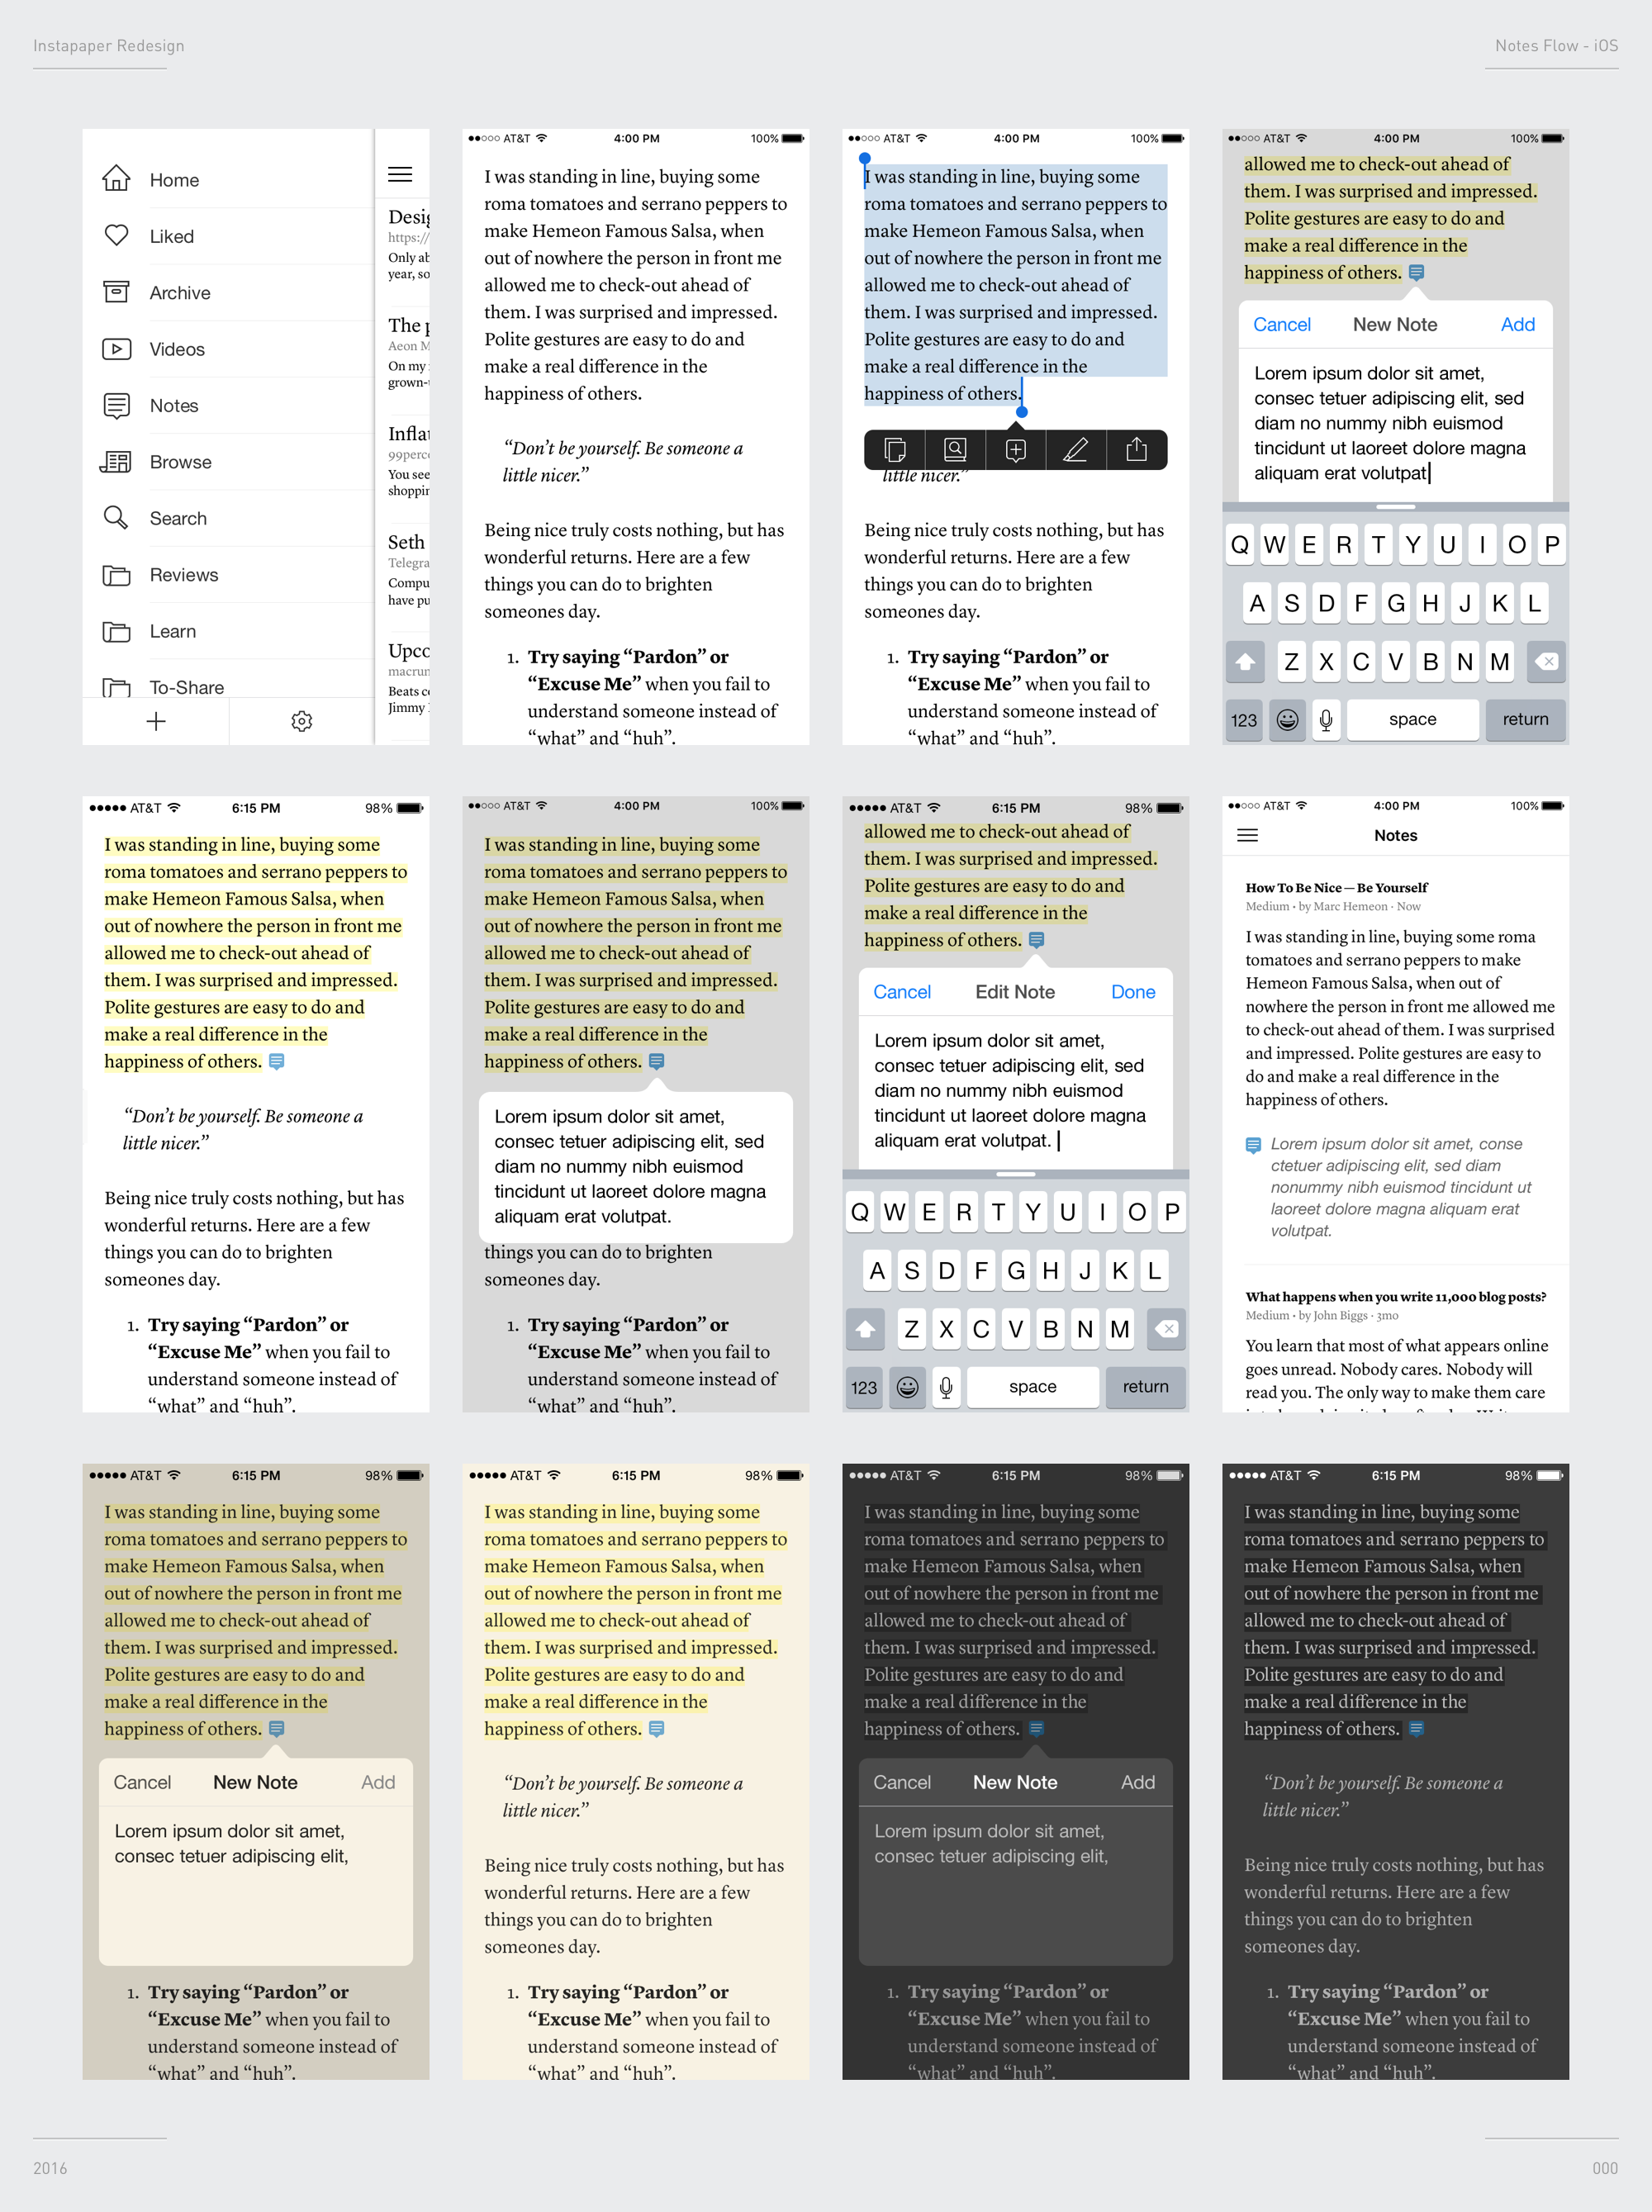 Instapaper Redesign
Notes Flow - iOS
Home
Liked
Archive
Videos
Notes
Browse
Search
Reviews
Learn
To-Share
Desig
https://
Only ab
year, so
The p
Aeon M
On my
grown-
Infla
99perc
You see
shoppin
Seth
Telegra
Compu
have pu
Upco
macrun
Beats c
Jimmy
AT&T 4:00 PM 100%
I was standing in line, buying some
roma tomatoes and serrano peppers to
make Hemeon Famous Salsa, when
out of nowhere the person in front me
allowed me to check-out ahead of
them. I was surprised and impressed.
Polite gestures are easy to do and
make a real difference in the
happiness of others.
“Don’t be yourself. Be someone a
little nicer.”
Being nice truly costs nothing, but has
wonderful returns. Here are a few
things you can do to brighten
someones day.
1. Try saying “Pardon” or
“Excuse Me” when you fail to
understand someone instead of
“what” and “huh”.
AT&T 4:00 PM 100%
I was standing in line, buying some
roma tomatoes and serrano peppers to
make Hemeon Famous Salsa, when
out of nowhere the person in front me
allowed me to check-out ahead of
them. I was surprised and impressed.
Polite gestures are easy to do and
make a real difference in the
happiness of others.
little nicer.”
Being nice truly costs nothing, but has
wonderful returns. Here are a few
things you can do to brighten
someones day.
1. Try saying “Pardon” or
“Excuse Me” when you fail to
understand someone instead of
“what” and “huh”.
AT&T 4:00 PM 100%
allowed me to check-out ahead of
them. I was surprised and impressed.
Polite gestures are easy to do and
make a real difference in the
happiness of others.
Cancel New Note Add
Lorem ipsum dolor sit amet,
consec tetuer adipiscing elit, sed
diam no nummy nibh euismod
tincidunt ut laoreet dolore magna
aliquam erat volutpat
Q W E R T Y U I O P
A S D F G H J K L
Z X C V B N M
123 space return
AT&T 6:15 PM 98%
I was standing in line, buying some
roma tomatoes and serrano peppers to
make Hemeon Famous Salsa, when
out of nowhere the person in front me
allowed me to check-out ahead of
them. I was surprised and impressed.
Polite gestures are easy to do and
make a real difference in the
happiness of others.
“Don’t be yourself. Be someone a
little nicer.”
Being nice truly costs nothing, but has
wonderful returns. Here are a few
things you can do to brighten
someones day.
1. Try saying “Pardon” or
“Excuse Me” when you fail to
understand someone instead of
“what” and “huh”.
AT&T 4:00 PM 100%
I was standing in line, buying some
roma tomatoes and serrano peppers to
make Hemeon Famous Salsa, when
out of nowhere the person in front me
allowed me to check-out ahead of
them. I was surprised and impressed.
Polite gestures are easy to do and
make a real difference in the
happiness of others.
Lorem ipsum dolor sit amet,
consec tetuer adipiscing elit, sed
diam no nummy nibh euismod
tincidunt ut laoreet dolore magna
aliquam erat volutpat.
things you can do to brighten
someones day.
1. Try saying “Pardon” or
“Excuse Me” when you fail to
understand someone instead of
“what” and “huh”.
AT&T 6:15 PM 98%
allowed me to check-out ahead of
them. I was surprised and impressed.
Polite gestures are easy to do and
make a real difference in the
happiness of others.
Cancel Edit Note Done
Lorem ipsum dolor sit amet,
consec tetuer adipiscing elit, sed
diam no nummy nibh euismod
tincidunt ut laoreet dolore magna
aliquam erat volutpat.
Q W E R T Y U I O P
A S D F G H J K L
Z X C V B N M
123 space return
AT&T 4:00 PM 100%
Notes
How To Be Nice — Be Yourself
Medium • by Marc Hemeon · Now
I was standing in line, buying some roma
tomatoes and serrano peppers to make
Hemeon Famous Salsa, when out of
nowhere the person in front me allowed me
to check-out ahead of them. I was surprised
and impressed. Polite gestures are easy to
do and make a real difference in the
happiness of others.
Lorem ipsum dolor sit amet, conse
ctetuer adipiscing elit, sed diam
nonummy nibh euismod tincidunt ut
laoreet dolore magna aliquam erat
volutpat.
What happens when you write 11,000 blog posts?
Medium • by John Biggs · 3mo
You learn that most of what appears online
goes unread. Nobody cares. Nobody will
read you. The only way to make them care
AT&T 6:15 PM 98%
I was standing in line, buying some
roma tomatoes and serrano peppers to
make Hemeon Famous Salsa, when
out of nowhere the person in front me
allowed me to check-out ahead of
them. I was surprised and impressed.
Polite gestures are easy to do and
make a real difference in the
happiness of others.
Cancel New Note Add
Lorem ipsum dolor sit amet,
consec tetuer adipiscing elit,
1. Try saying “Pardon” or
“Excuse Me” when you fail to
understand someone instead of
“what” and “huh”.
AT&T 6:15 PM 98%
I was standing in line, buying some
roma tomatoes and serrano peppers to
make Hemeon Famous Salsa, when
out of nowhere the person in front me
allowed me to check-out ahead of
them. I was surprised and impressed.
Polite gestures are easy to do and
make a real difference in the
happiness of others.
“Don’t be yourself. Be someone a
little nicer.”
Being nice truly costs nothing, but has
wonderful returns. Here are a few
things you can do to brighten
someones day.
1. Try saying “Pardon” or
“Excuse Me” when you fail to
understand someone instead of
“what” and “huh”.
AT&T 6:15 PM 98%
I was standing in line, buying some
roma tomatoes and serrano peppers to
make Hemeon Famous Salsa, when
out of nowhere the person in front me
allowed me to check-out ahead of
them. I was surprised and impressed.
Polite gestures are easy to do and
make a real difference in the
happiness of others.
Cancel New Note Add
Lorem ipsum dolor sit amet,
consec tetuer adipiscing elit,
1. Try saying “Pardon” or
“Excuse Me” when you fail to
understand someone instead of
“what” and “huh”.
AT&T 6:15 PM 98%
I was standing in line, buying some
roma tomatoes and serrano peppers to
make Hemeon Famous Salsa, when
out of nowhere the person in front me
allowed me to check-out ahead of
them. I was surprised and impressed.
Polite gestures are easy to do and
make a real difference in the
happiness of others.
“Don’t be yourself. Be someone a
little nicer.”
Being nice truly costs nothing, but has
wonderful returns. Here are a few
things you can do to brighten
someones day.
1. Try saying “Pardon” or
“Excuse Me” when you fail to
understand someone instead of
“what” and “huh”.
2016
000